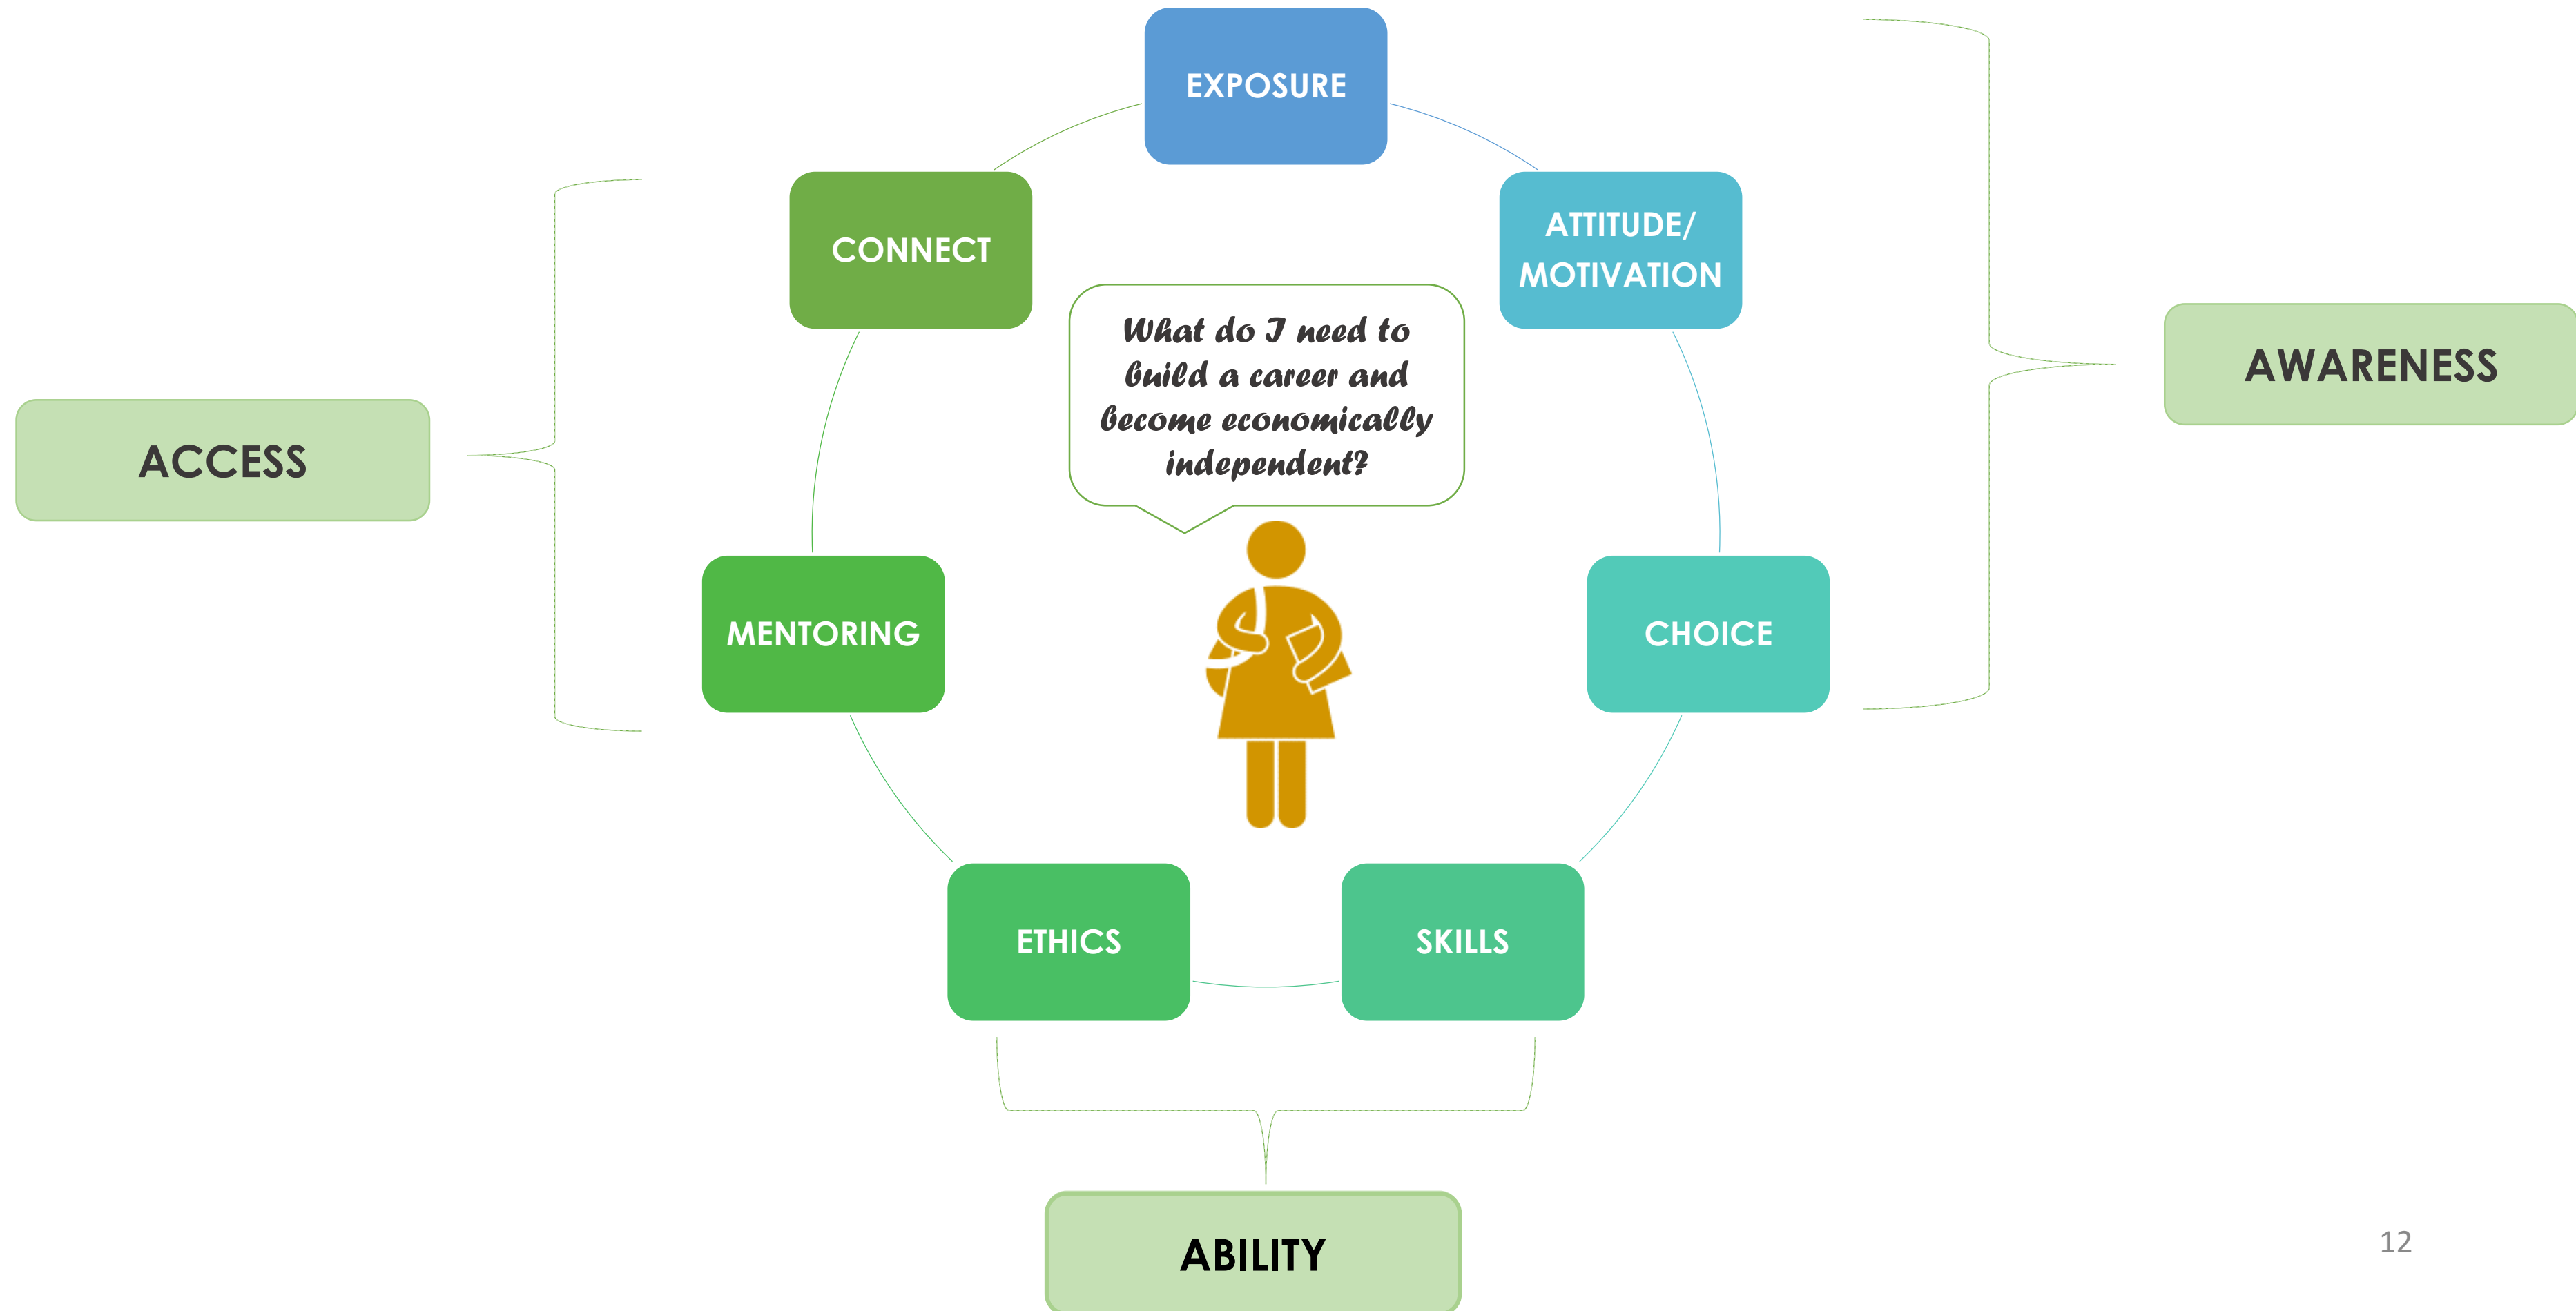 EXPOSURE
CONNECT
ATTITUDE/
MOTIVATION
What do I need to
build a career and
become economically
independent?
AWARENESS
ACCESS
MENTORING
CHOICE
ETHICS
SKILLS
ABILITY
12